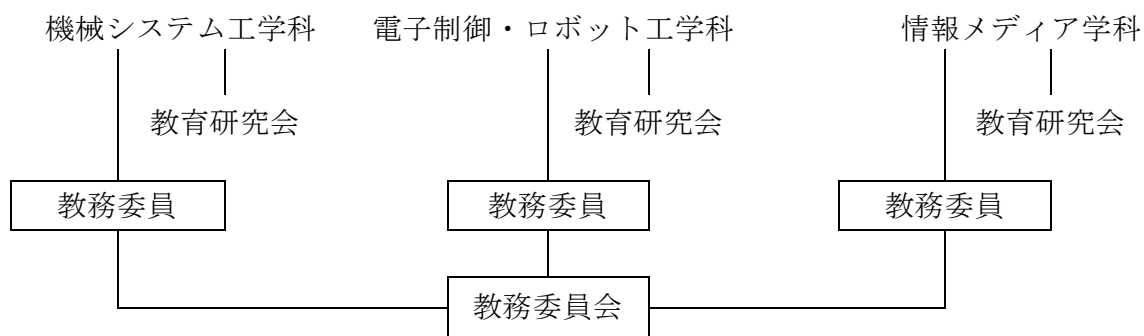 機械システム工学科 電子制御・ロボット工学科 情報メディア学科
教育研究会 教育研究会 教育研究会
教務委員 教務委員 教務委員
教務委員会